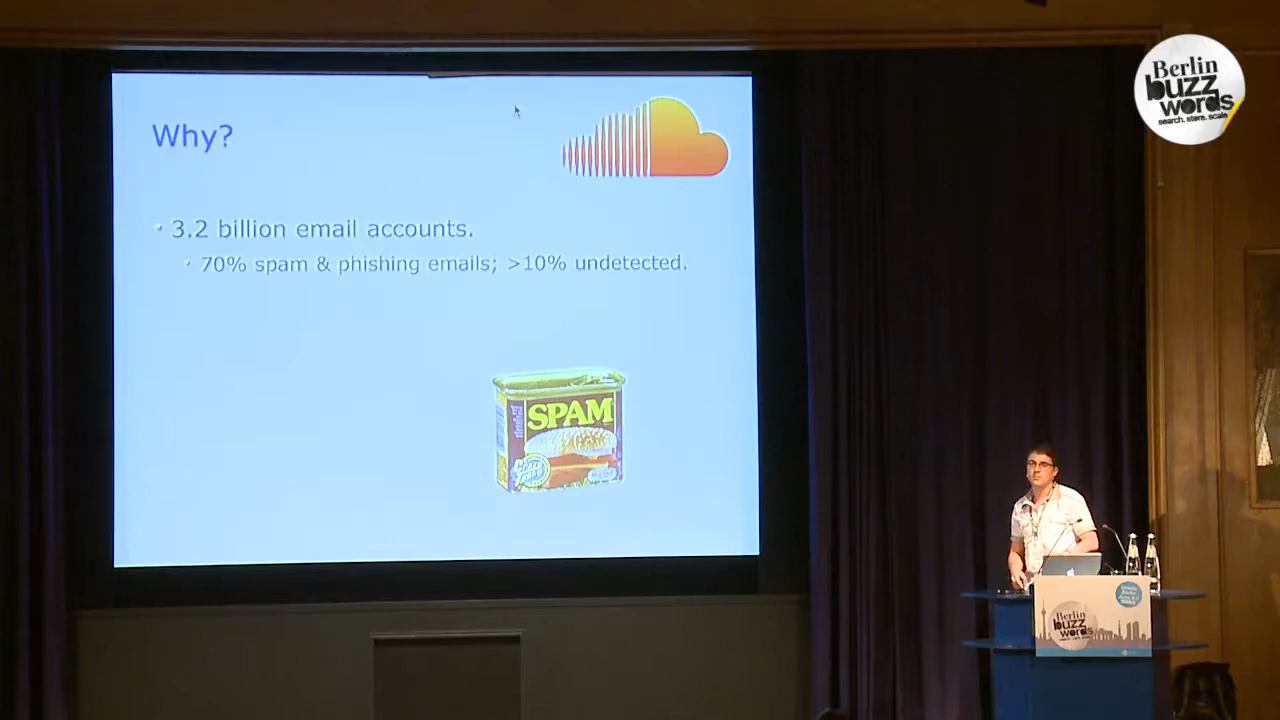 Why?
• 3.2 billion email accounts.
• 70% spam & phishing emails; >10% undetected.
SPAM
Berlin
buzz
words
search. store. scale
Berlin
buzz
words